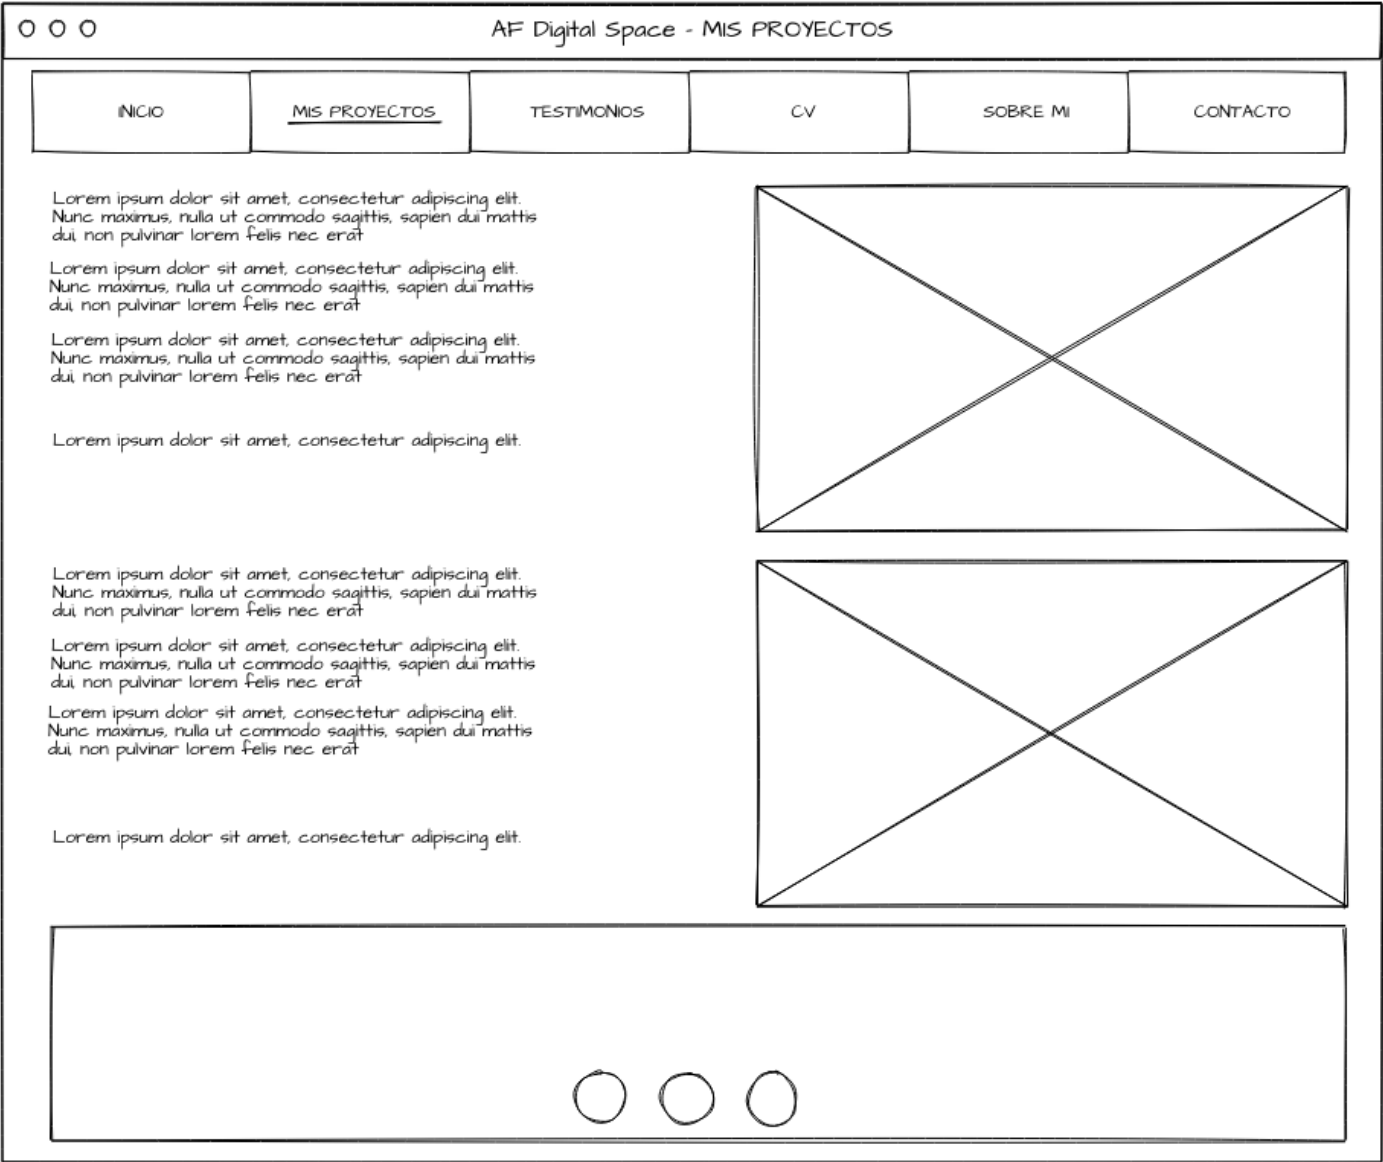 AF Digital Space - MIS PROYECTOS
INICIO
MIS PROYECTOS
TESTIMONIOS
CV
SOBRE MI
CONTACTO
Lorem ipsum dolor sit amet, consectetur adipiscing elit.
Nunc maximus, nulla ut commodo sagittis, sapien dui mattis
dui, non pulvinar lorem felis nec erat
Lorem ipsum dolor sit amet, consectetur adipiscing elit.
Nunc maximus, nulla ut commodo sagittis, sapien dui mattis
dui, non pulvinar lorem felis nec erat
Lorem ipsum dolor sit amet, consectetur adipiscing elit.
Nunc maximus, nulla ut commodo sagittis, sapien dui mattis
dui, non pulvinar lorem felis nec erat
Lorem ipsum dolor sit amet, consectetur adipiscing elit.
Lorem ipsum dolor sit amet, consectetur adipiscing elit.
Nunc maximus, nulla ut commodo sagittis, sapien dui mattis
dui, non pulvinar lorem felis nec erat
Lorem ipsum dolor sit amet, consectetur adipiscing elit.
Nunc maximus, nulla ut commodo sagittis, sapien dui mattis
dui, non pulvinar lorem felis nec erat
Lorem ipsum dolor sit amet, consectetur adipiscing elit.
Nunc maximus, nulla ut commodo sagittis, sapien dui mattis
dui, non pulvinar lorem felis nec erat
Lorem ipsum dolor sit amet, consectetur adipiscing elit.